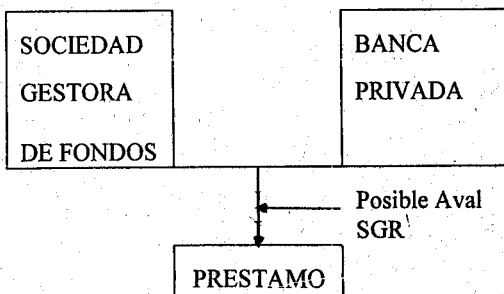 SOCIEDAD
GESTORA
DE FONDOS
BANCA
PRIVADA
Posible Aval
SGR
PRESTAMO